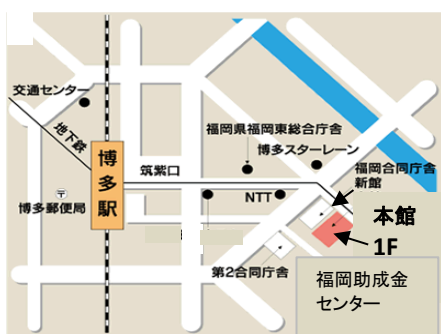 交通センター
地下鉄
博多駅
筑紫口
福岡県福岡東総合庁舎
博多スターレーン
福岡合同庁舎
新館
〒
博多郵便局
NTT
本館
1F
第2合同庁舎
福岡助成金
センター